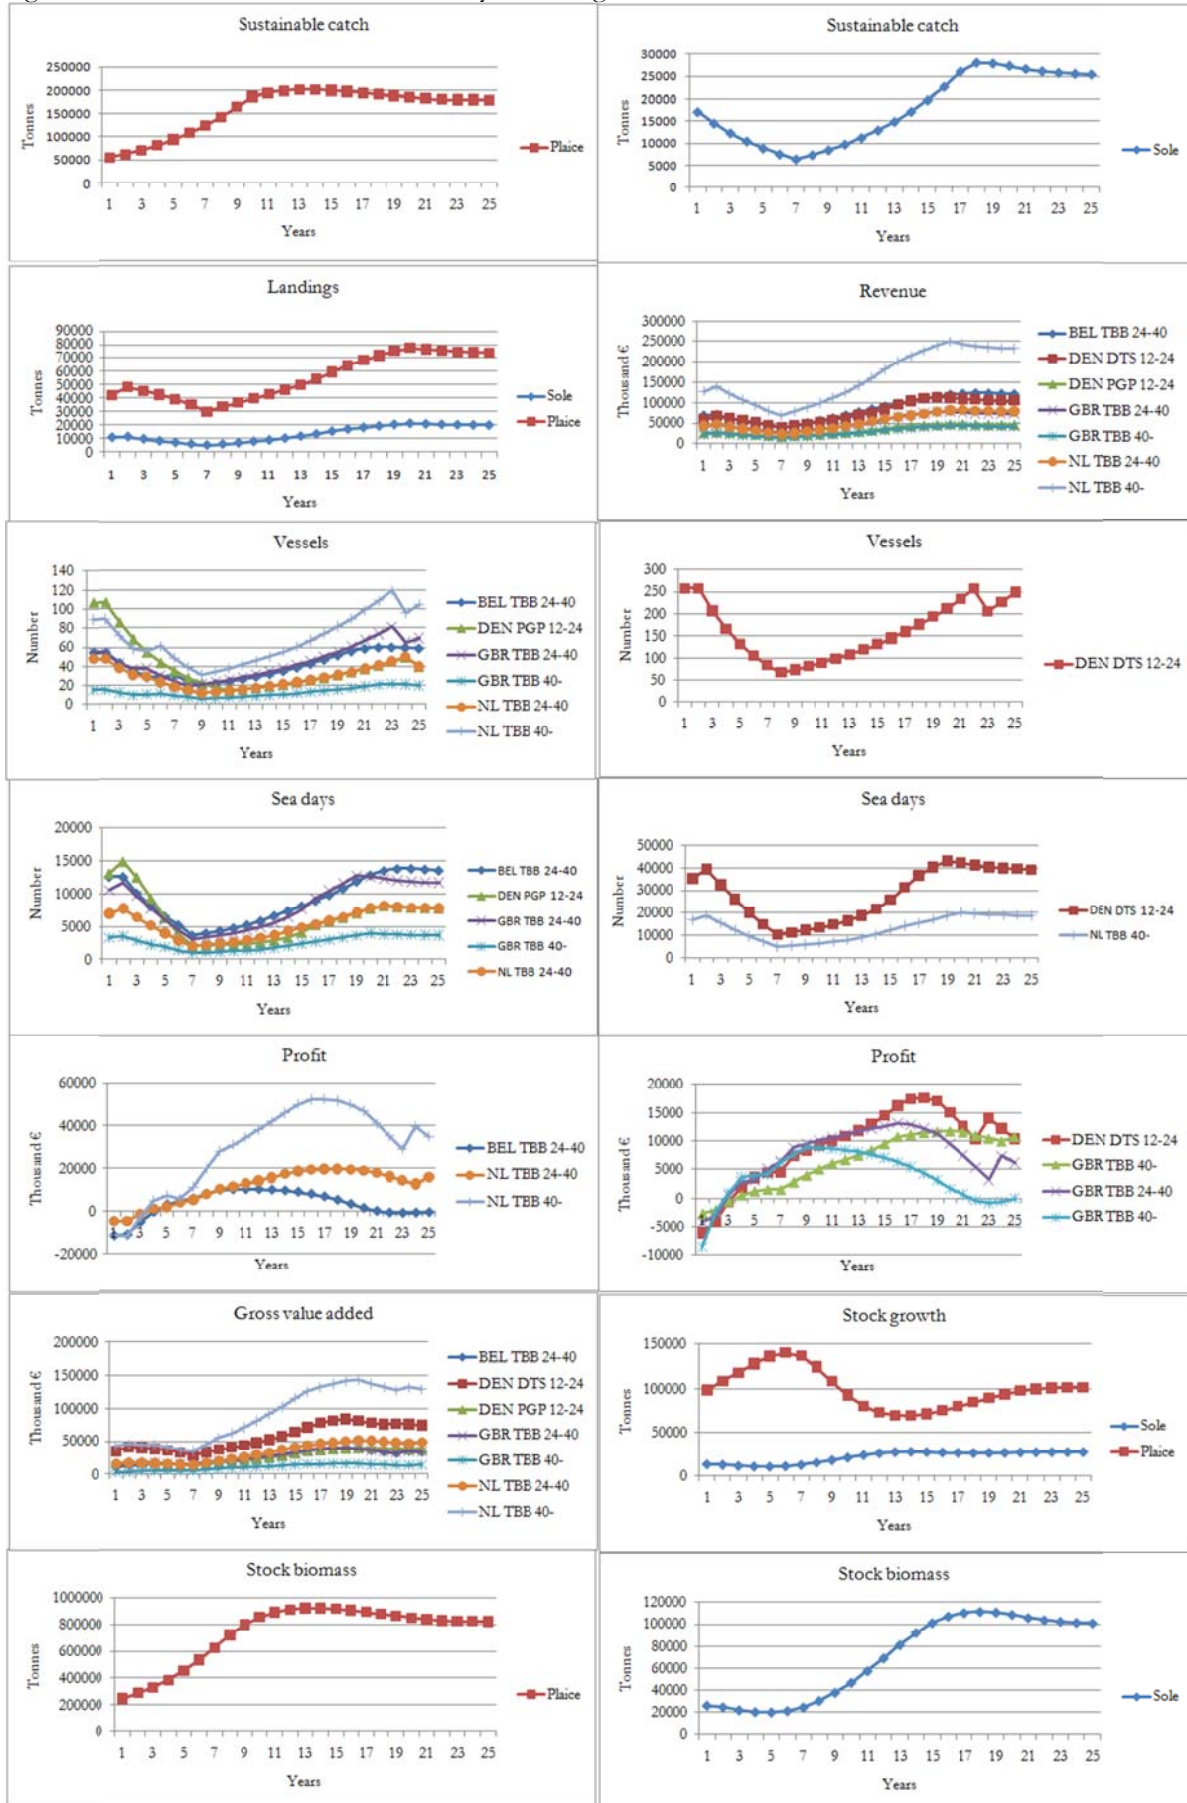 Sustainable catch
Tonnes
250000
200000
150000
100000
50000
0
1 3 5 7 9 11 13 15 17 19 21 23 25
Years
Plaice
Sustainable catch
Tonnes
30000
25000
20000
15000
10000
5000
0
1 3 5 7 9 11 13 15 17 19 21 23 25
Years
Sole
Landings
Tonnes
90000
80000
70000
60000
50000
40000
30000
20000
10000
0
1 3 5 7 9 11 13 15 17 19 21 23 25
Years
Sole
Plaice
Revenue
Thousand €
300000
250000
200000
150000
100000
50000
0
1 3 5 7 9 11 13 15 17 19 21 23 25
Years
BEL TBB 24-40
DEN DTS 12-24
DEN PGP 12-24
GBR TBB 24-40
GBR TBB 40-
NL TBB 24-40
NL TBB 40-
Vessels
Number
140
120
100
80
60
40
20
0
1 3 5 7 9 11 13 15 17 19 21 23 25
Years
BEL TBB 24-40
DEN PGP 12-24
GBR TBB 24-40
GBR TBB 40-
NL TBB 24-40
NL TBB 40-
Vessels
Number
300
250
200
150
100
50
0
1 3 5 7 9 11 13 15 17 19 21 23 25
Years
DEN DTS 12-24
Sea days
Number
20000
15000
10000
5000
0
1 3 5 7 9 11 13 15 17 19 21 23 25
Years
BEL TBB 24-40
DEN PGP 12-24
GBR TBB 24-40
GBR TBB 40-
NL TBB 24-40
Sea days
Number
50000
40000
30000
20000
10000
0
1 3 5 7 9 11 13 15 17 19 21 23 25
Years
DEN DTS 12-24
NL TBB 40-
Profit
Thousand €
60000
40000
20000
0
-20000
1 3 5 7 9 11 13 15 17 19 21 23 25
Years
BEL TBB 24-40
NL TBB 24-40
NL TBB 40-
Profit
Thousand €
20000
15000
10000
5000
0
-5000
-10000
1 3 5 7 9 11 13 15 17 19 21 23 25
Years
DEN DTS 12-24
GBR TBB 40-
GBR TBB 24-40
GBR TBB 40-
Gross value added
Thousand €
200000
150000
100000
50000
0
1 3 5 7 9 11 13 15 17 19 21 23 25
Years
BEL TBB 24-40
DEN DTS 12-24
DEN PGP 12-24
GBR TBB 24-40
GBR TBB 40-
NL TBB 24-40
NL TBB 40-
Stock growth
Tonnes
150000
100000
50000
0
1 3 5 7 9 11 13 15 17 19 21 23 25
Years
Sole
Plaice
Stock biomass
Tonnes
1000000
800000
600000
400000
200000
0
1 3 5 7 9 11 13 15 17 19 21 23 25
Years
Plaice
Stock biomass
Tonnes
120000
100000
80000
60000
40000
20000
0
1 3 5 7 9 11 13 15 17 19 21 23 25
Years
Sole